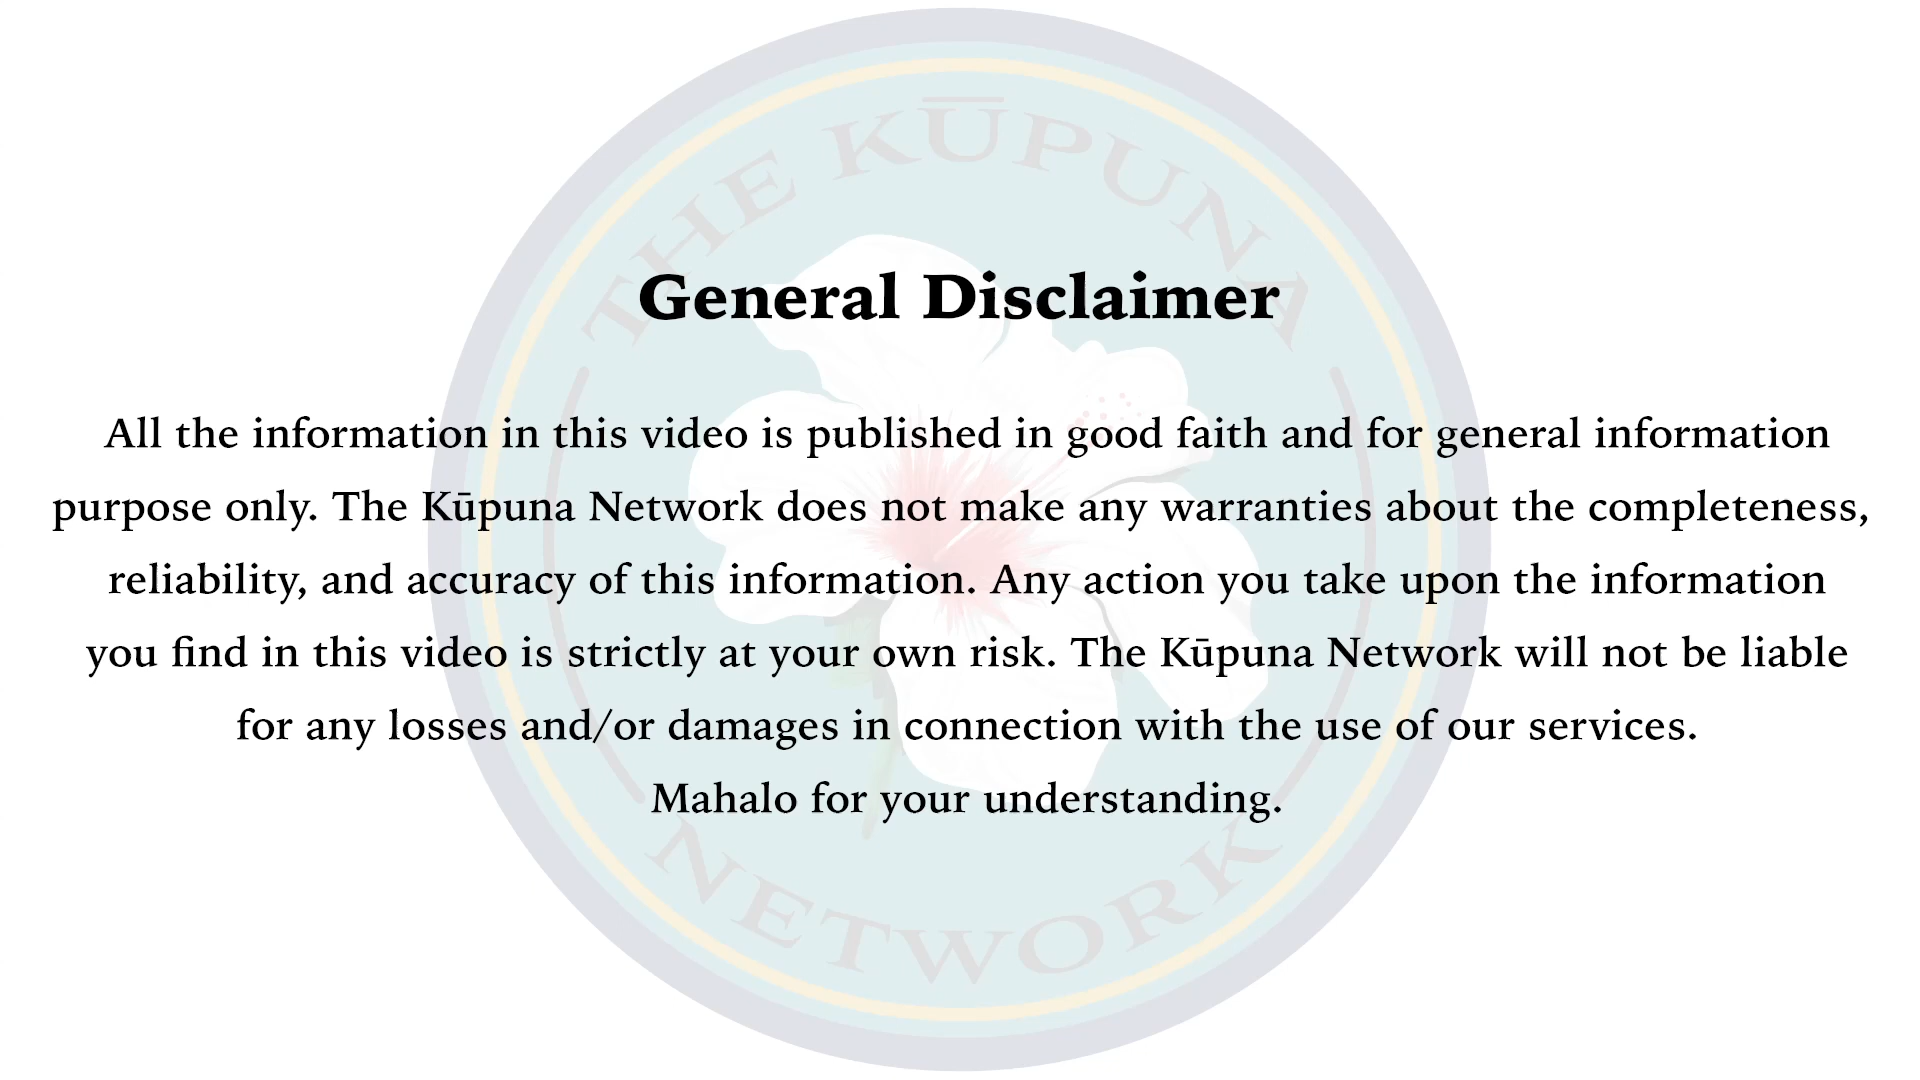 THE KŪPUNA
General Disclaimer
All the information in this video is published in good faith and for general information
purpose only. The Kūpuna Network does not make any warranties about the completeness,
reliability, and accuracy of this information. Any action you take upon the information
you find in this video is strictly at your own risk. The Kūpuna Network will not be liable
for any losses and/or damages in connection with the use of our services.
Mahalo for your understanding.
NETWORK